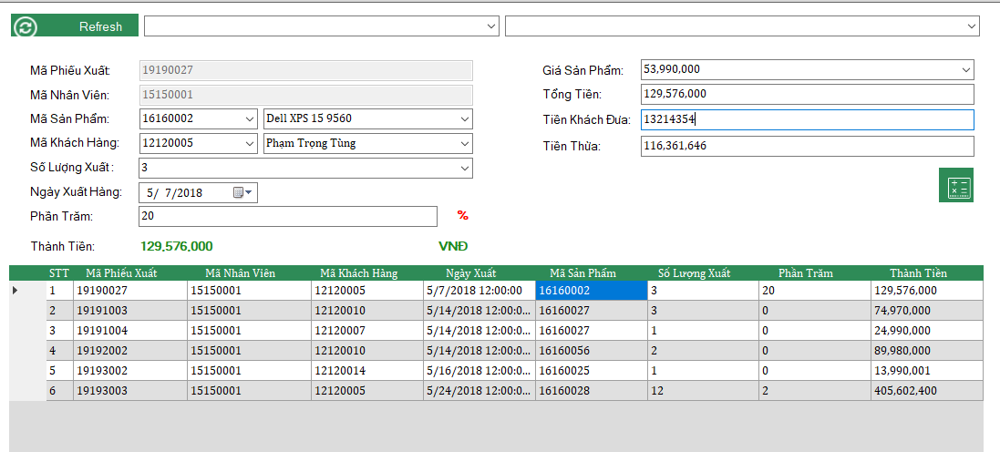 Refresh
Mã Phiếu Xuất: 19190027
Mã Nhân Viên: 15150001
Mã Sản Phẩm: 16160002 Dell XPS 15 9560
Mã Khách Hàng: 12120005 Phạm Trọng Tùng
Số Lượng Xuất: 3
Ngày Xuất Hàng: 5/ 7/2018
Phần Trăm: 20 %
Thành Tiền: 129,576,000 VNĐ
Giá Sản Phẩm: 53,990,000
Tổng Tiền: 129,576,000
Tiền Khách Đưa: 13214354
Tiền Thừa: 116,361,646
STT Mã Phiếu Xuất Mã Nhân Viên Mã Khách Hàng Ngày Xuất Mã Sản Phẩm Số Lượng Xuất Phần Trăm Thành Tiền
1 19190027 15150001 12120005 5/7/2018 12:00:00 16160002 3 20 129,576,000
2 19191003 15150001 12120010 5/14/2018 12:00:0... 16160027 3 0 74,970,000
3 19191004 15150001 12120007 5/14/2018 12:00:0... 16160027 1 0 24,990,000
4 19192002 15150001 12120010 5/14/2018 12:00:0... 16160056 2 0 89,980,000
5 19193002 15150001 12120014 5/16/2018 12:00:0... 16160025 1 0 13,990,001
6 19193003 15150001 12120005 5/24/2018 12:00:0... 16160028 12 2 405,602,400